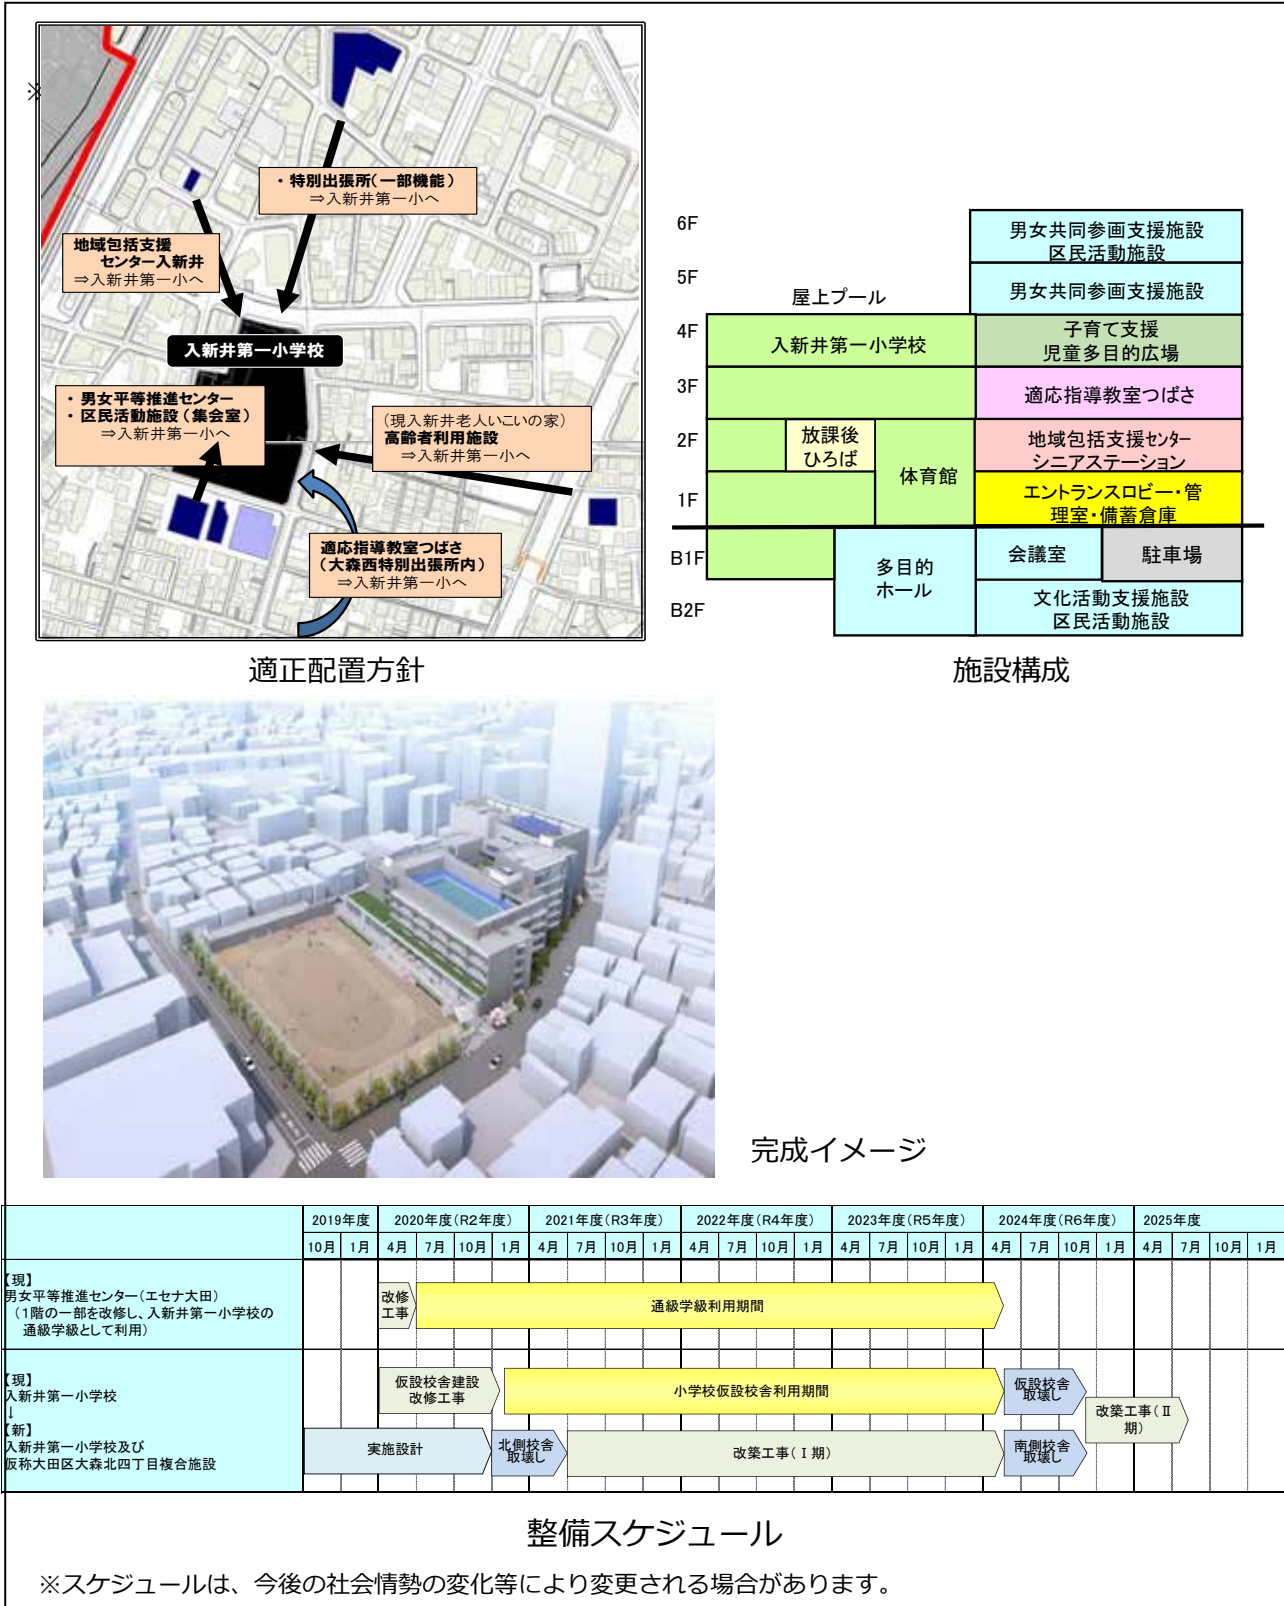 ※
・特別出張所(一部機能)
⇒入新井第一小へ
地域包括支援
センター入新井
⇒入新井第一小へ
入新井第一小学校
・男女平等推進センター
・区民活動施設(集会室)
⇒入新井第一小へ
(現入新井老人いこいの家)
高齢者利用施設
⇒入新井第一小へ
適応指導教室つばさ
(大森西特別出張所内)
⇒入新井第一小へ
適正配置方針
6F
男女共同参画支援施設
区民活動施設
5F
屋上プール
男女共同参画支援施設
4F
入新井第一小学校
子育て支援
児童多目的広場
3F
適応指導教室つばさ
2F
放課後
ひろば
体育館
地域包括支援センター
シニアステーション
1F
エントランスロビー・管
理室・備蓄倉庫
B1F
多目的
ホール
会議室
駐車場
B2F
文化活動支援施設
区民活動施設
施設構成
完成イメージ
2019年度 2020年度(R2年度) 2021年度(R3年度) 2022年度(R4年度) 2023年度(R5年度) 2024年度(R6年度) 2025年度
10月 1月 4月 7月 10月 1月 4月 7月 10月 1月 4月 7月 10月 1月 4月 7月 10月 1月 4月 7月 10月 1月 4月 7月 10月 1月
【現】
男女平等推進センター(エセナ大田)
(1階の一部を改修し、入新井第一小学校の
通級学級として利用)
改修
工事
通級学級利用期間
【現】
入新井第一小学校
↓
【新】
入新井第一小学校及び
仮称大田区大森北四丁目複合施設
仮設校舎建設
改修工事
小学校仮設校舎利用期間
仮設校舎
取壊し
改築工事(Ⅱ
期)
実施設計
北側校舎
取壊し
改築工事(Ⅰ期)
南側校舎
取壊し
整備スケジュール
※スケジュールは、今後の社会情勢の変化等により変更される場合があります。